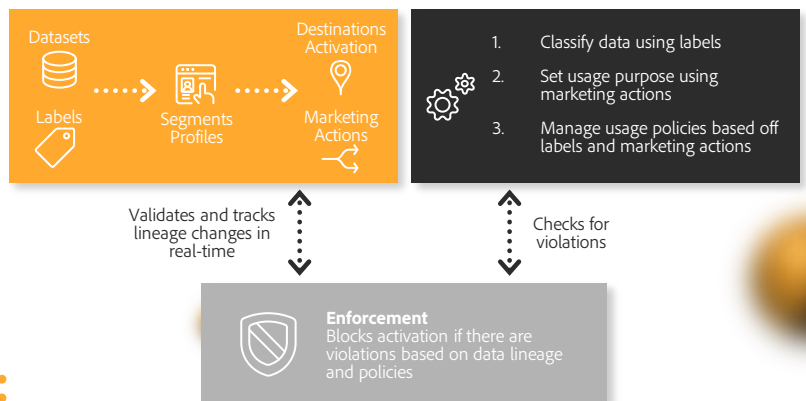 Datasets
Labels
Segments
Profiles
Destinations
Activation
Marketing
Actions
1. Classify data using labels
2. Set usage purpose using
marketing actions
3. Manage usage policies based off
labels and marketing actions
Validates and tracks
lineage changes in
real-time
Checks for
violations
Enforcement
Blocks activation if there are
violations based on data lineage
and policies